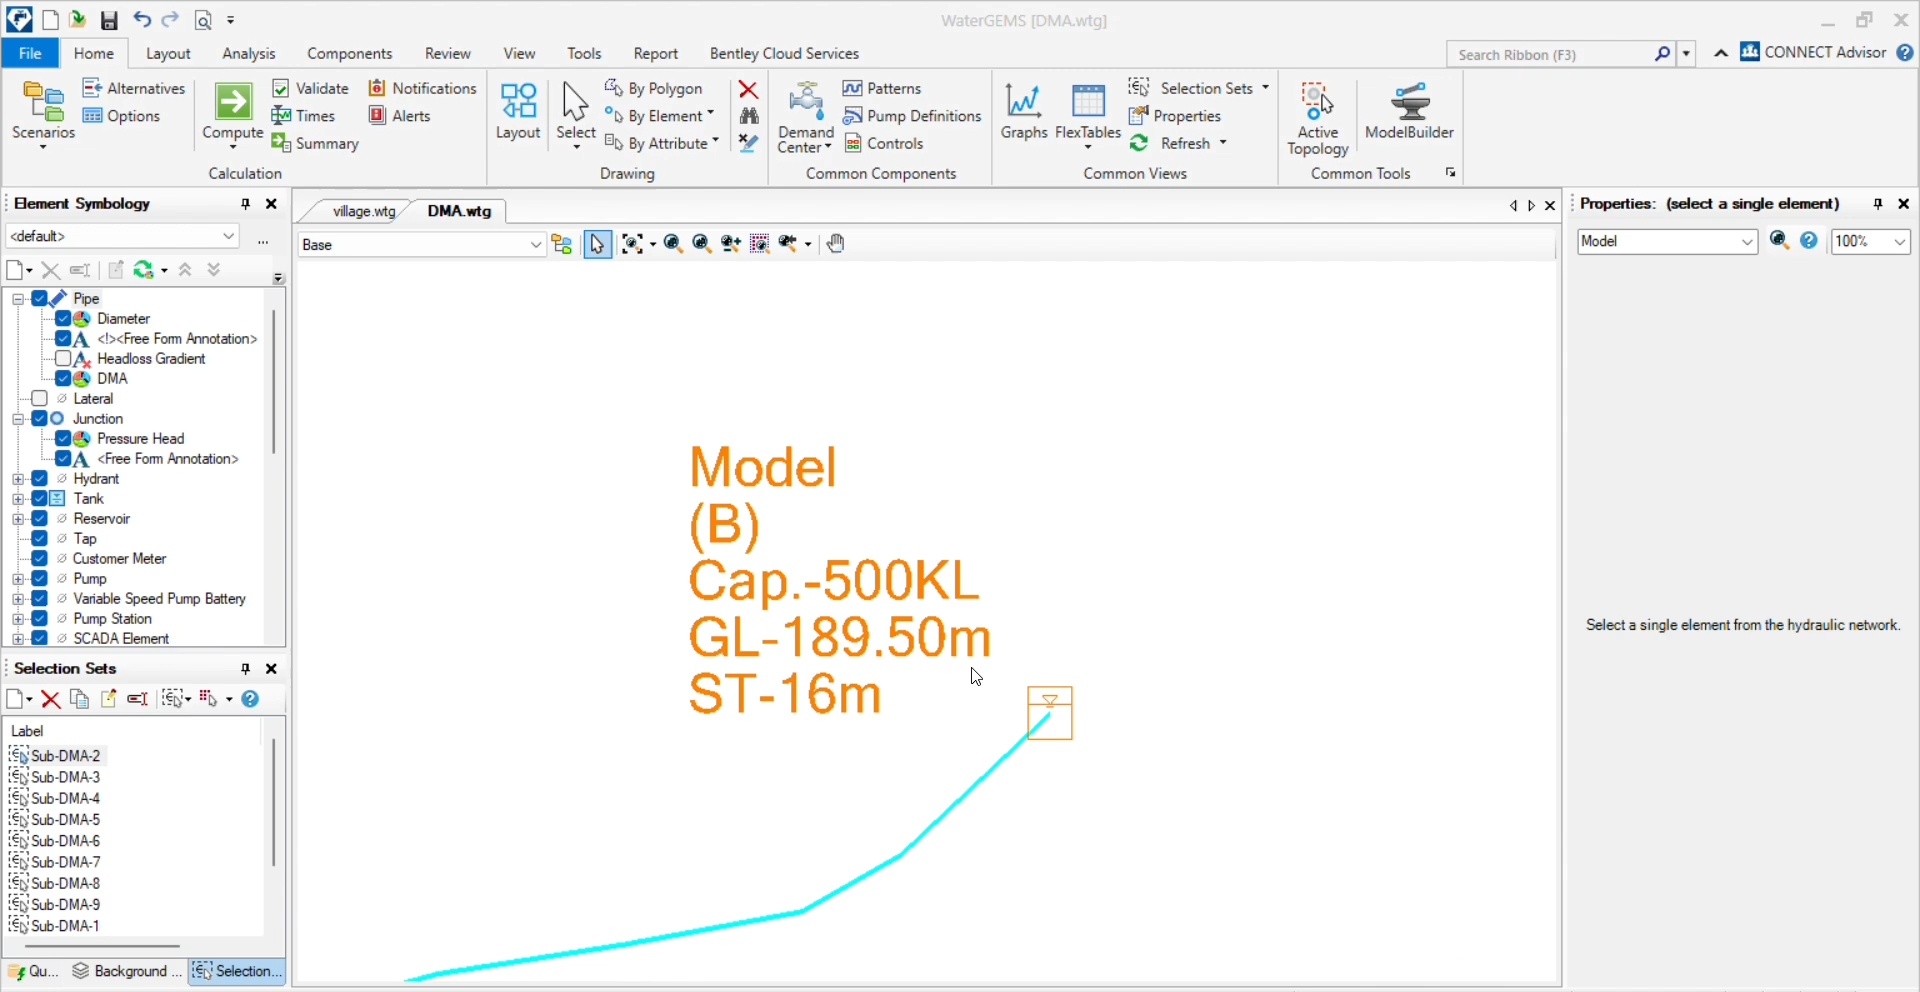 WaterGEMS [DMA.wtg]
File Home Layout Analysis Components Review View Tools Report Bentley Cloud Services
Search Ribbon (F3) CONNECT Advisor
Scenarios
Alternatives
Options
Compute
Validate
Times
Summary
Notifications
Alerts
Calculation
Layout
Select
By Polygon
By Element
By Attribute
Drawing
Demand
Center
Patterns
Pump Definitions
Controls
Common Components
Graphs
FlexTables
Selection Sets
Properties
Refresh
Common Views
Active
Topology
ModelBuilder
Common Tools
Element Symbology
<default>
...
Pipe
Diameter
<!><Free Form Annotation>
Headloss Gradient
DMA
Lateral
Junction
Pressure Head
<Free Form Annotation>
Hydrant
Tank
Reservoir
Tap
Customer Meter
Pump
Variable Speed Pump Battery
Pump Station
SCADA Element
Selection Sets
Label
Sub-DMA-2
Sub-DMA-3
Sub-DMA-4
Sub-DMA-5
Sub-DMA-6
Sub-DMA-7
Sub-DMA-8
Sub-DMA-9
Sub-DMA-1
Qu... Background ... Selection...
village.wtg DMA.wtg
Base
Model
(B)
Cap.-500KL
GL-189.50m
ST-16m
Properties: (select a single element)
Model 100%
Select a single element from the hydraulic network.